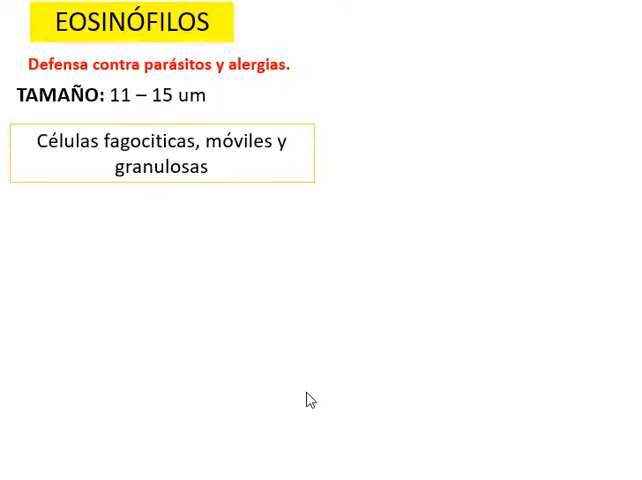 EOSINÓFILOS
Defensa contra parásitos y alergias.
TAMAÑO: 11 – 15 um
Células fagociticas, móviles y
granulosas